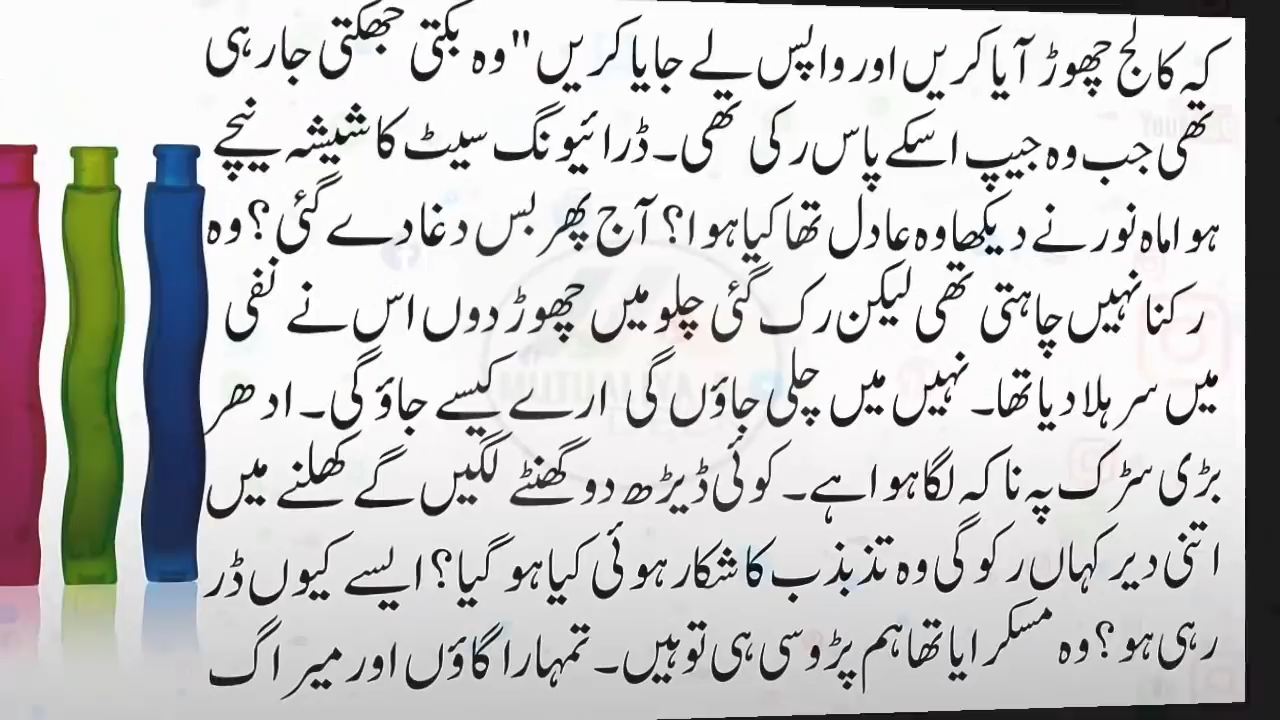 کہ کالج چھوڑ آیا کریں اور واپس لے جایا کریں "وہ بکتی جھکتی جا رہی
تھی جب وہ جیپ اسکے پاس رکی تھی۔ ڈرائیونگ سیٹ کا شیشہ نیچے
ہوا ماہ نور نے دیکھا وہ عادل تھا کیا ہوا؟ آج پھر بس دغا دے گئی؟ وہ
رکنا نہیں چاہتی تھی لیکن رک گئی چلو میں چھوڑ دوں اس نے نفی
میں سر ہلا دیا تھا۔ نہیں میں چلی جاؤں گی ارے کیسے جاؤ گی۔ ادھر
بڑی سڑک پہ ناکہ لگا ہوا ہے۔ کوئی ڈیڑھ دو گھنٹے لگیں گے کھلنے میں
اتنی دیر کہاں رکو گی وہ تذبذب کا شکار ہوئی کیا ہو گیا؟ ایسے کیوں ڈر
رہی ہو؟ وہ مسکرایا تھا ہم پڑوسی ہی تو ہیں۔ تمہارا گاؤں اور میرا گ